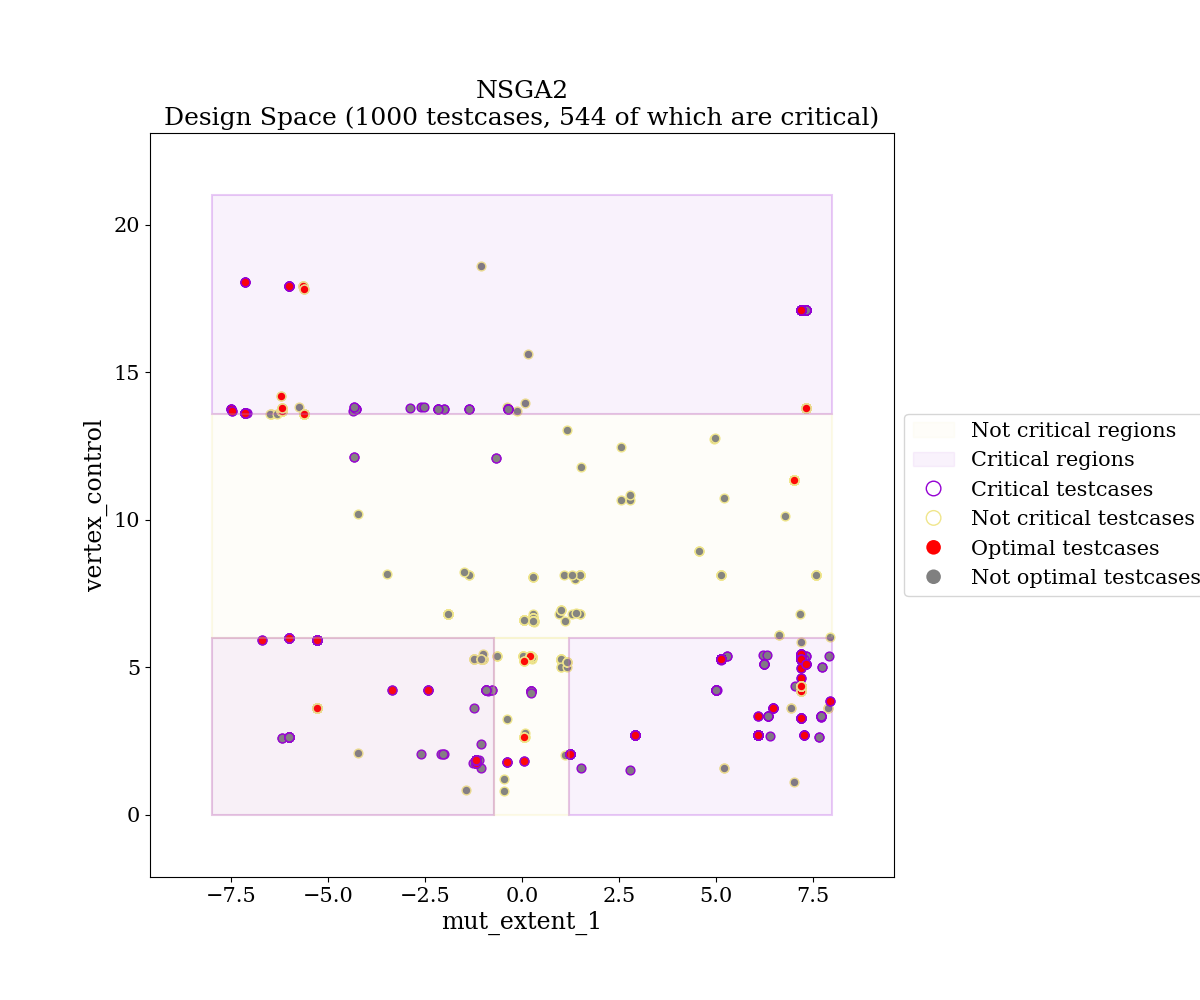 NSGA2
Design Space (1000 testcases, 544 of which are critical)
20
15
10
5
0
vertex_control
−7.5
−5.0
−2.5
0.0
2.5
5.0
7.5
mut_extent_1
Not critical regions
Critical regions
Critical testcases
Not critical testcases
Optimal testcases
Not optimal testcases